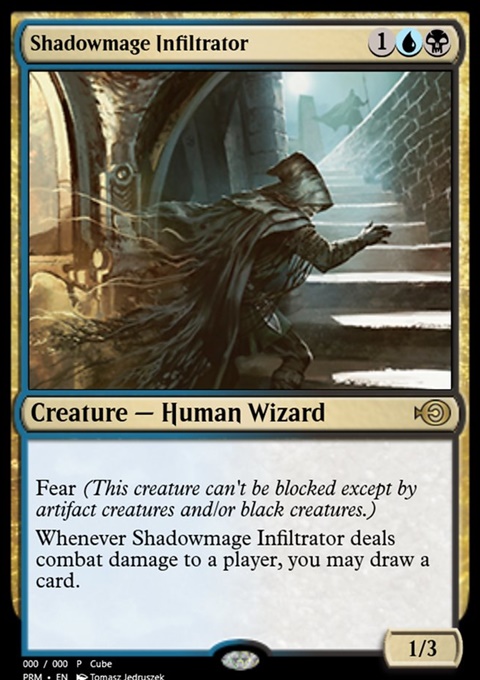 Shadowmage Infiltrator 1
Creature — Human Wizard
Fear (This creature can't be blocked except by
artifact creatures and/or black creatures.)
Whenever Shadowmage Infiltrator deals
combat damage to a player, you may draw a
card.
1/3
000 / 000 P Cube
PRM • EN Tomasz Jedruszek